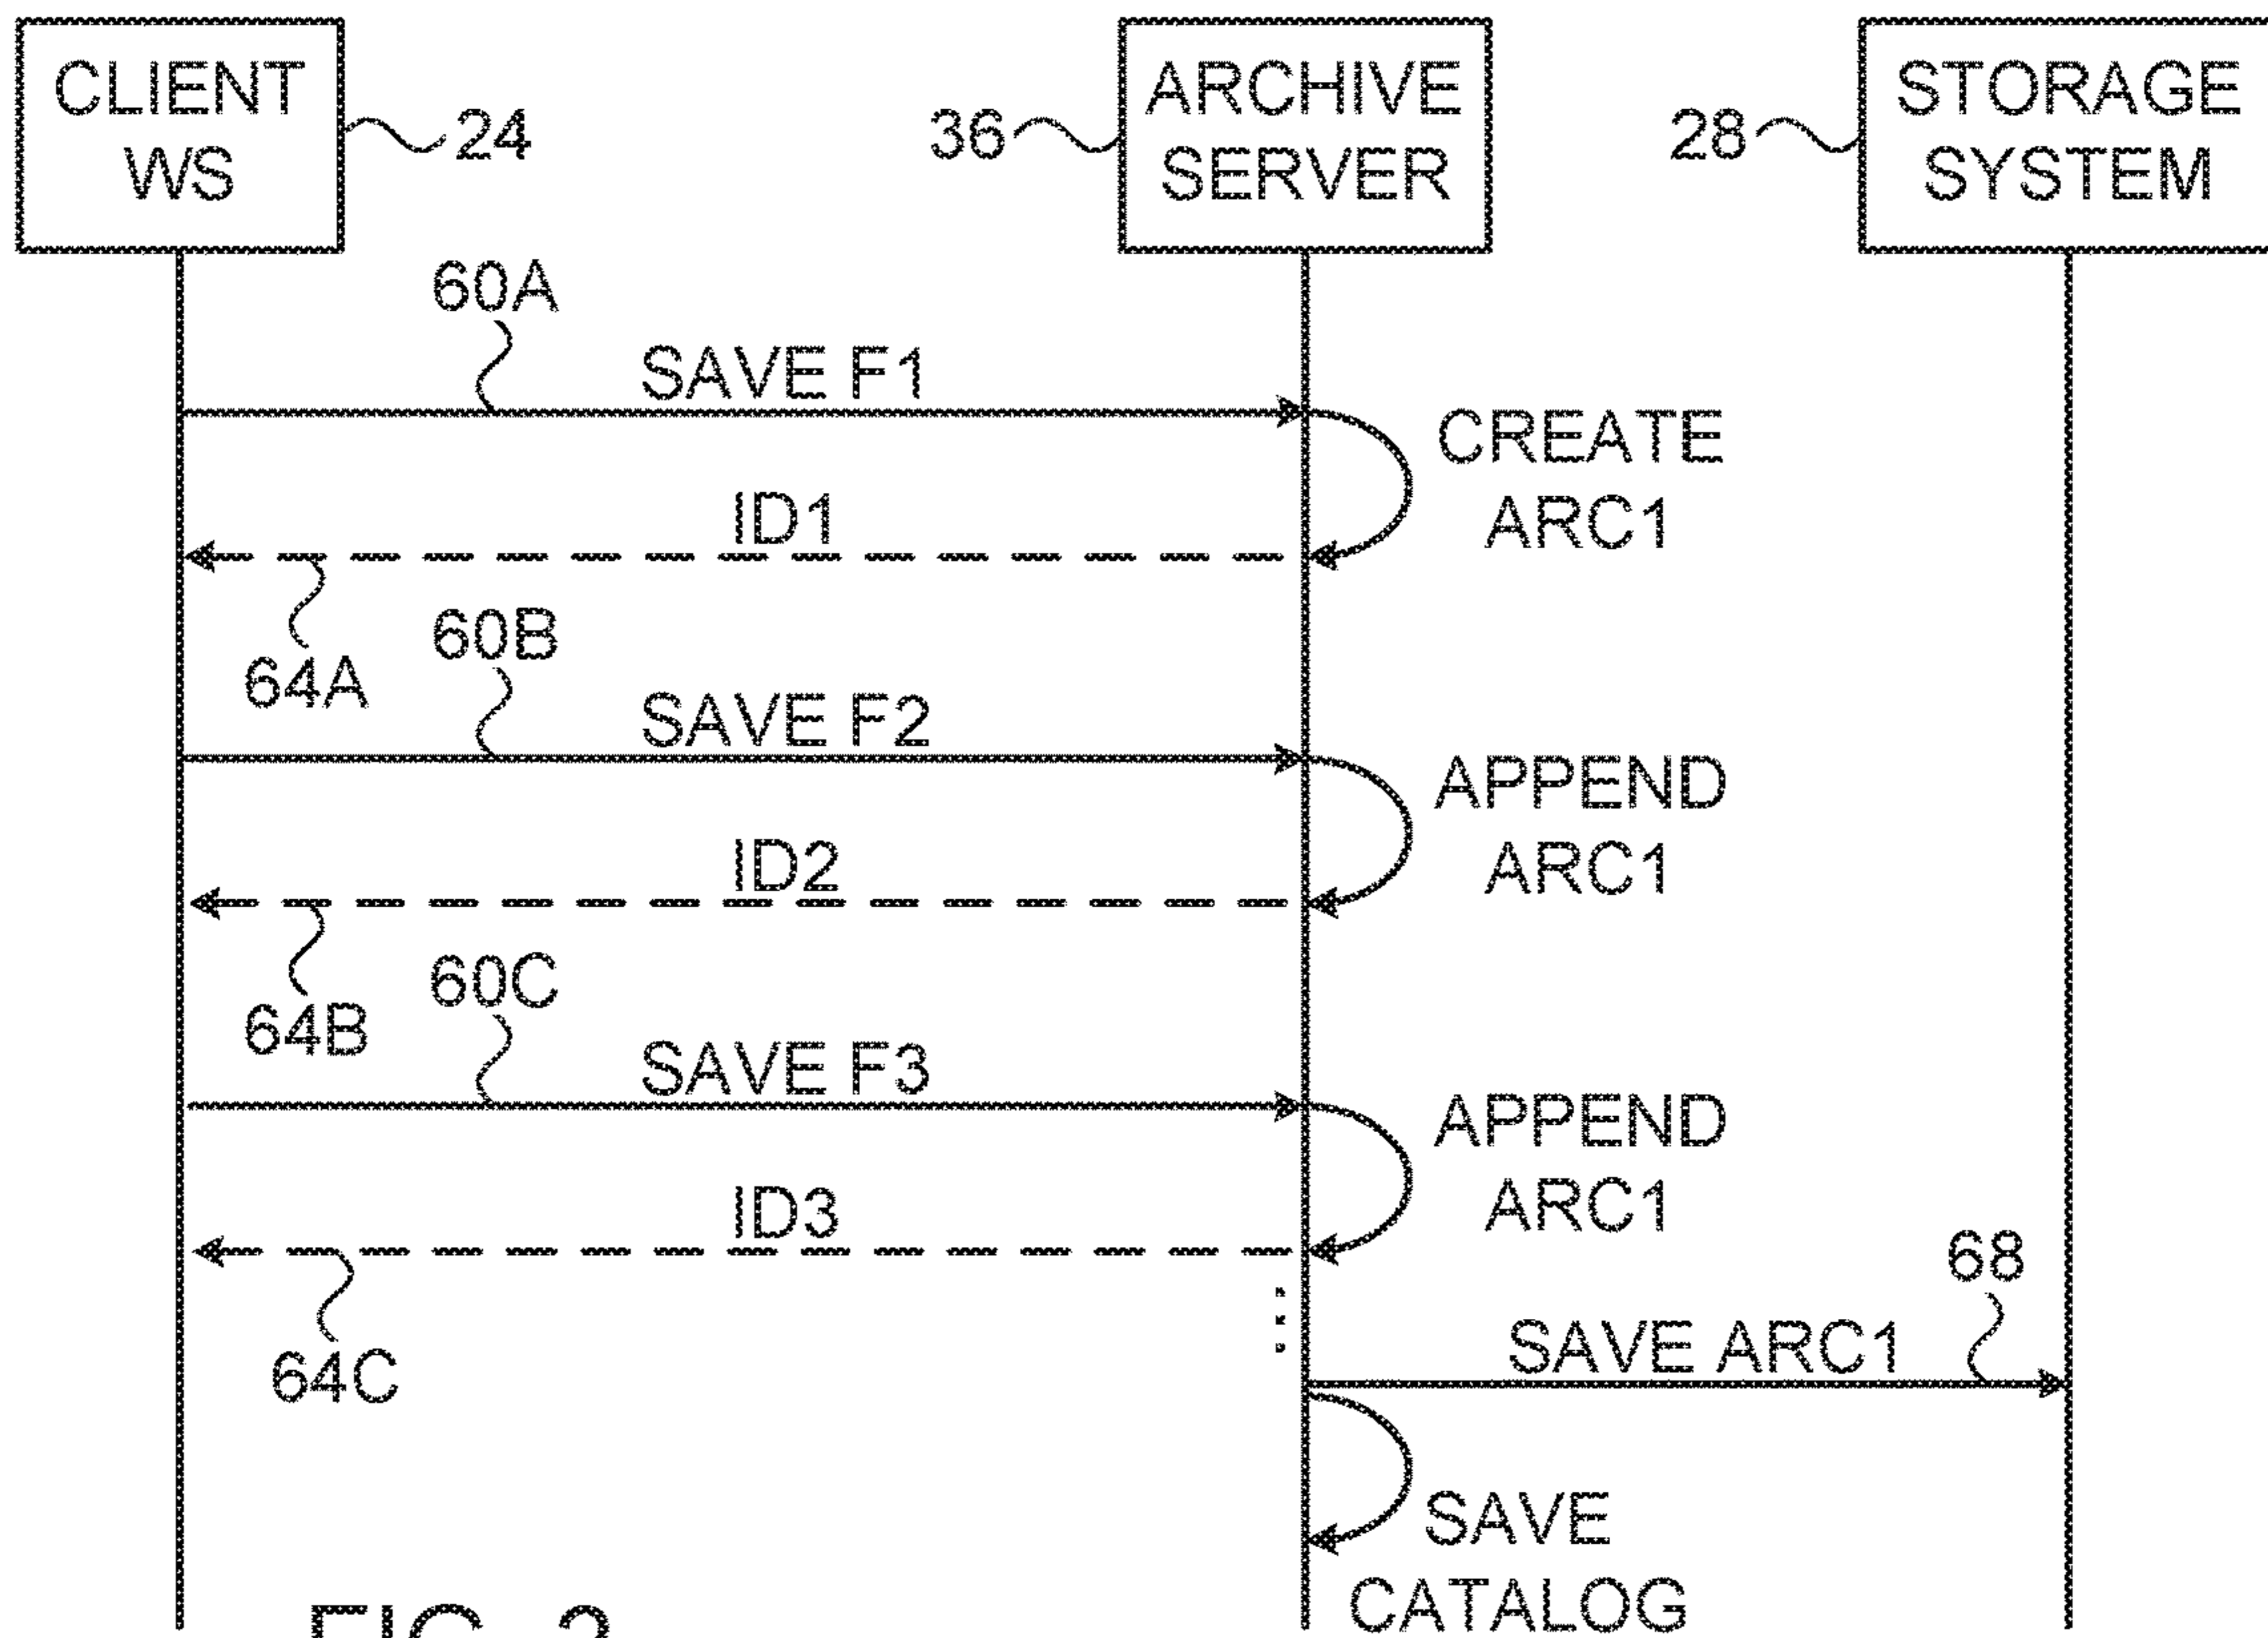 CLIENT
WS
24
36
ARCHIVE
SERVER
28
STORAGE
SYSTEM
60A
SAVE F1
CREATE
ARC1
ID1
64A
60B
SAVE F2
APPEND
ARC1
ID2
64B
60C
SAVE F3
APPEND
ARC1
ID3
64C
68
SAVE ARC1
SAVE
CATALOG
FIG.